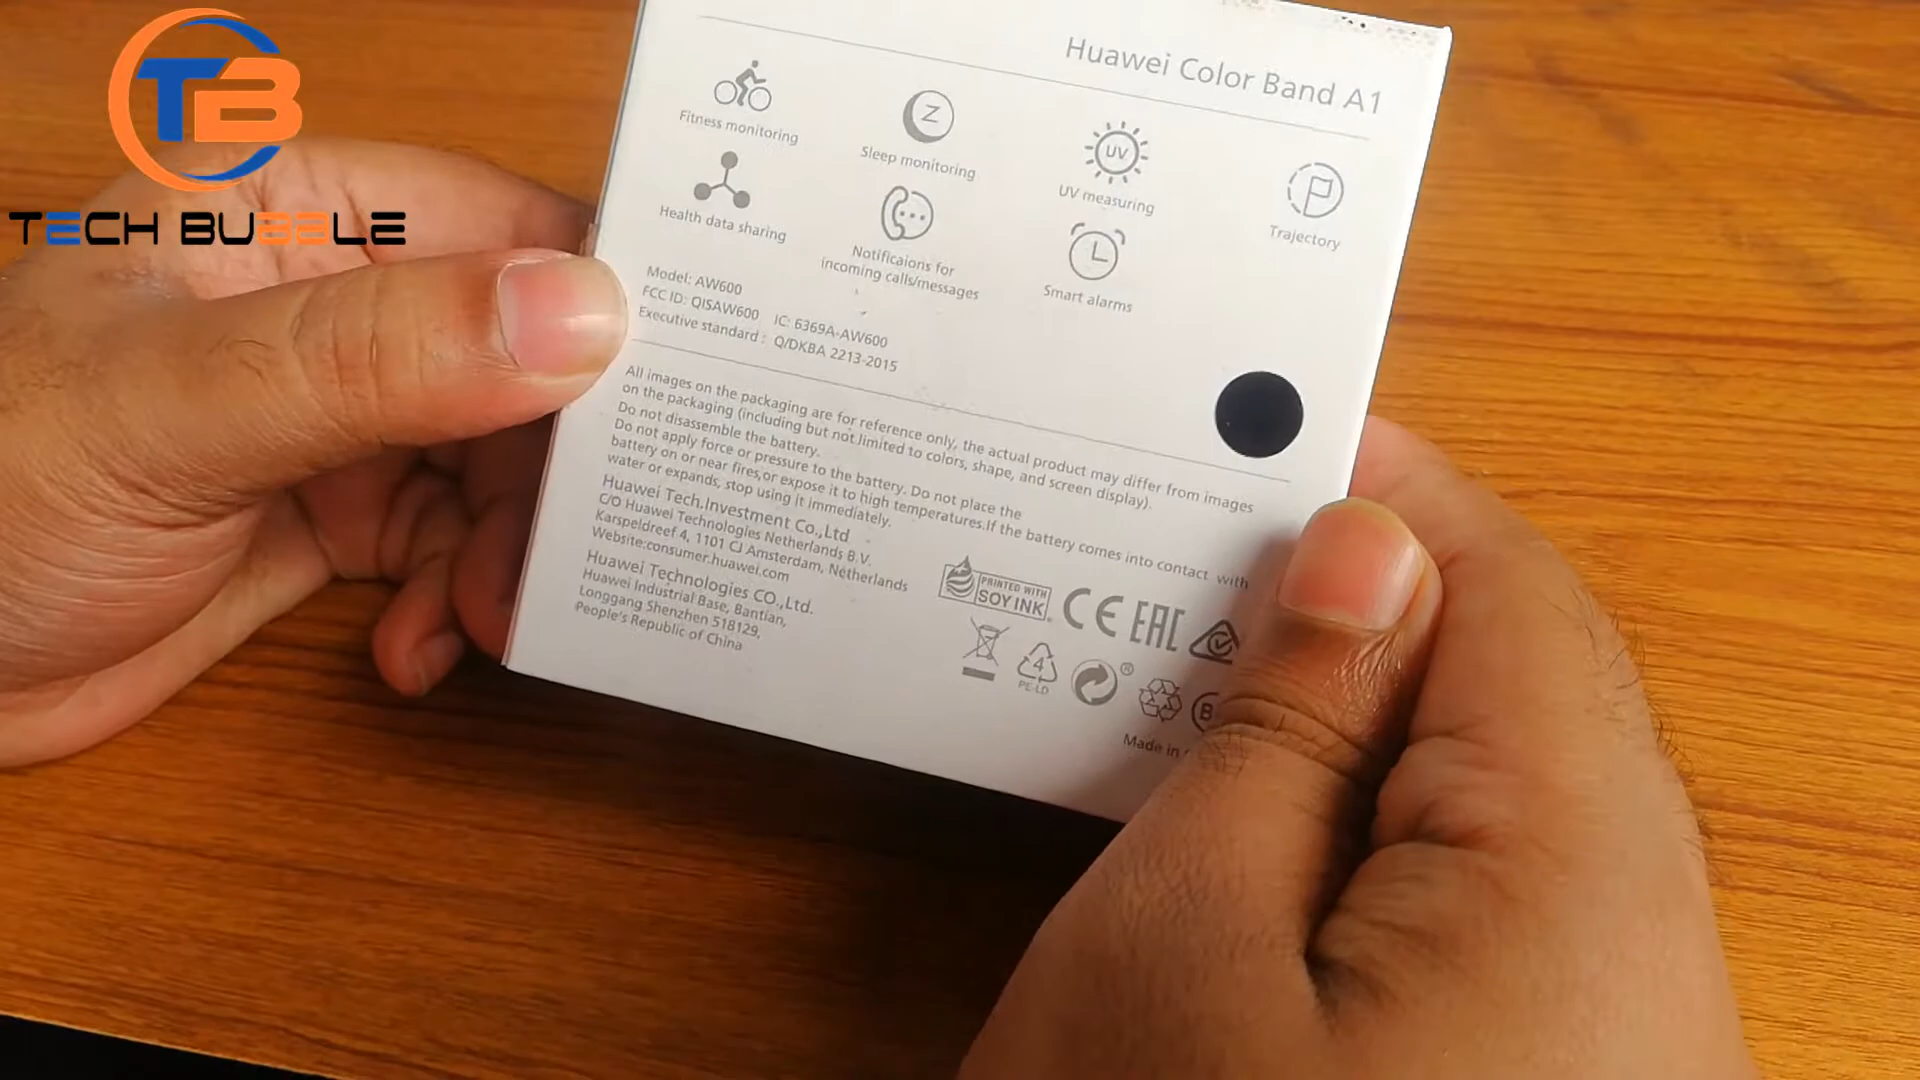 TB
TECH BUBBLE
Huawei Color Band A1
Fitness monitoring
Sleep monitoring
UV
UV measuring
Trajectory
Health data sharing
Notificaions for
incoming calls/messages
Smart alarms
Model: AW600
FCC ID: QISAW600 IC: 6369A-AW600
Executive standard : Q/DKBA 2213-2015
All images on the packaging are for reference only, the actual product may differ from images
on the packaging (including but not limited to colors, shape, and screen display).
Do not disassemble the battery.
Do not apply force or pressure to the battery. Do not place the
battery on or near fires,or expose it to high temperatures.If the battery comes into contact with
water or expands, stop using it immediately.
Huawei Tech.Investment Co.,Ltd
C/O Huawei Technologies Netherlands B.V.
Karspeldreef 4, 1101 CJ Amsterdam, Netherlands
Website:consumer.huawei.com
Huawei Technologies CO.,Ltd.
Huawei Industrial Base, Bantian,
Longgang Shenzhen 518129,
People's Republic of China
PRINTED WITH
SOY INK
CE EAC
4
PE-LD
B
Made in